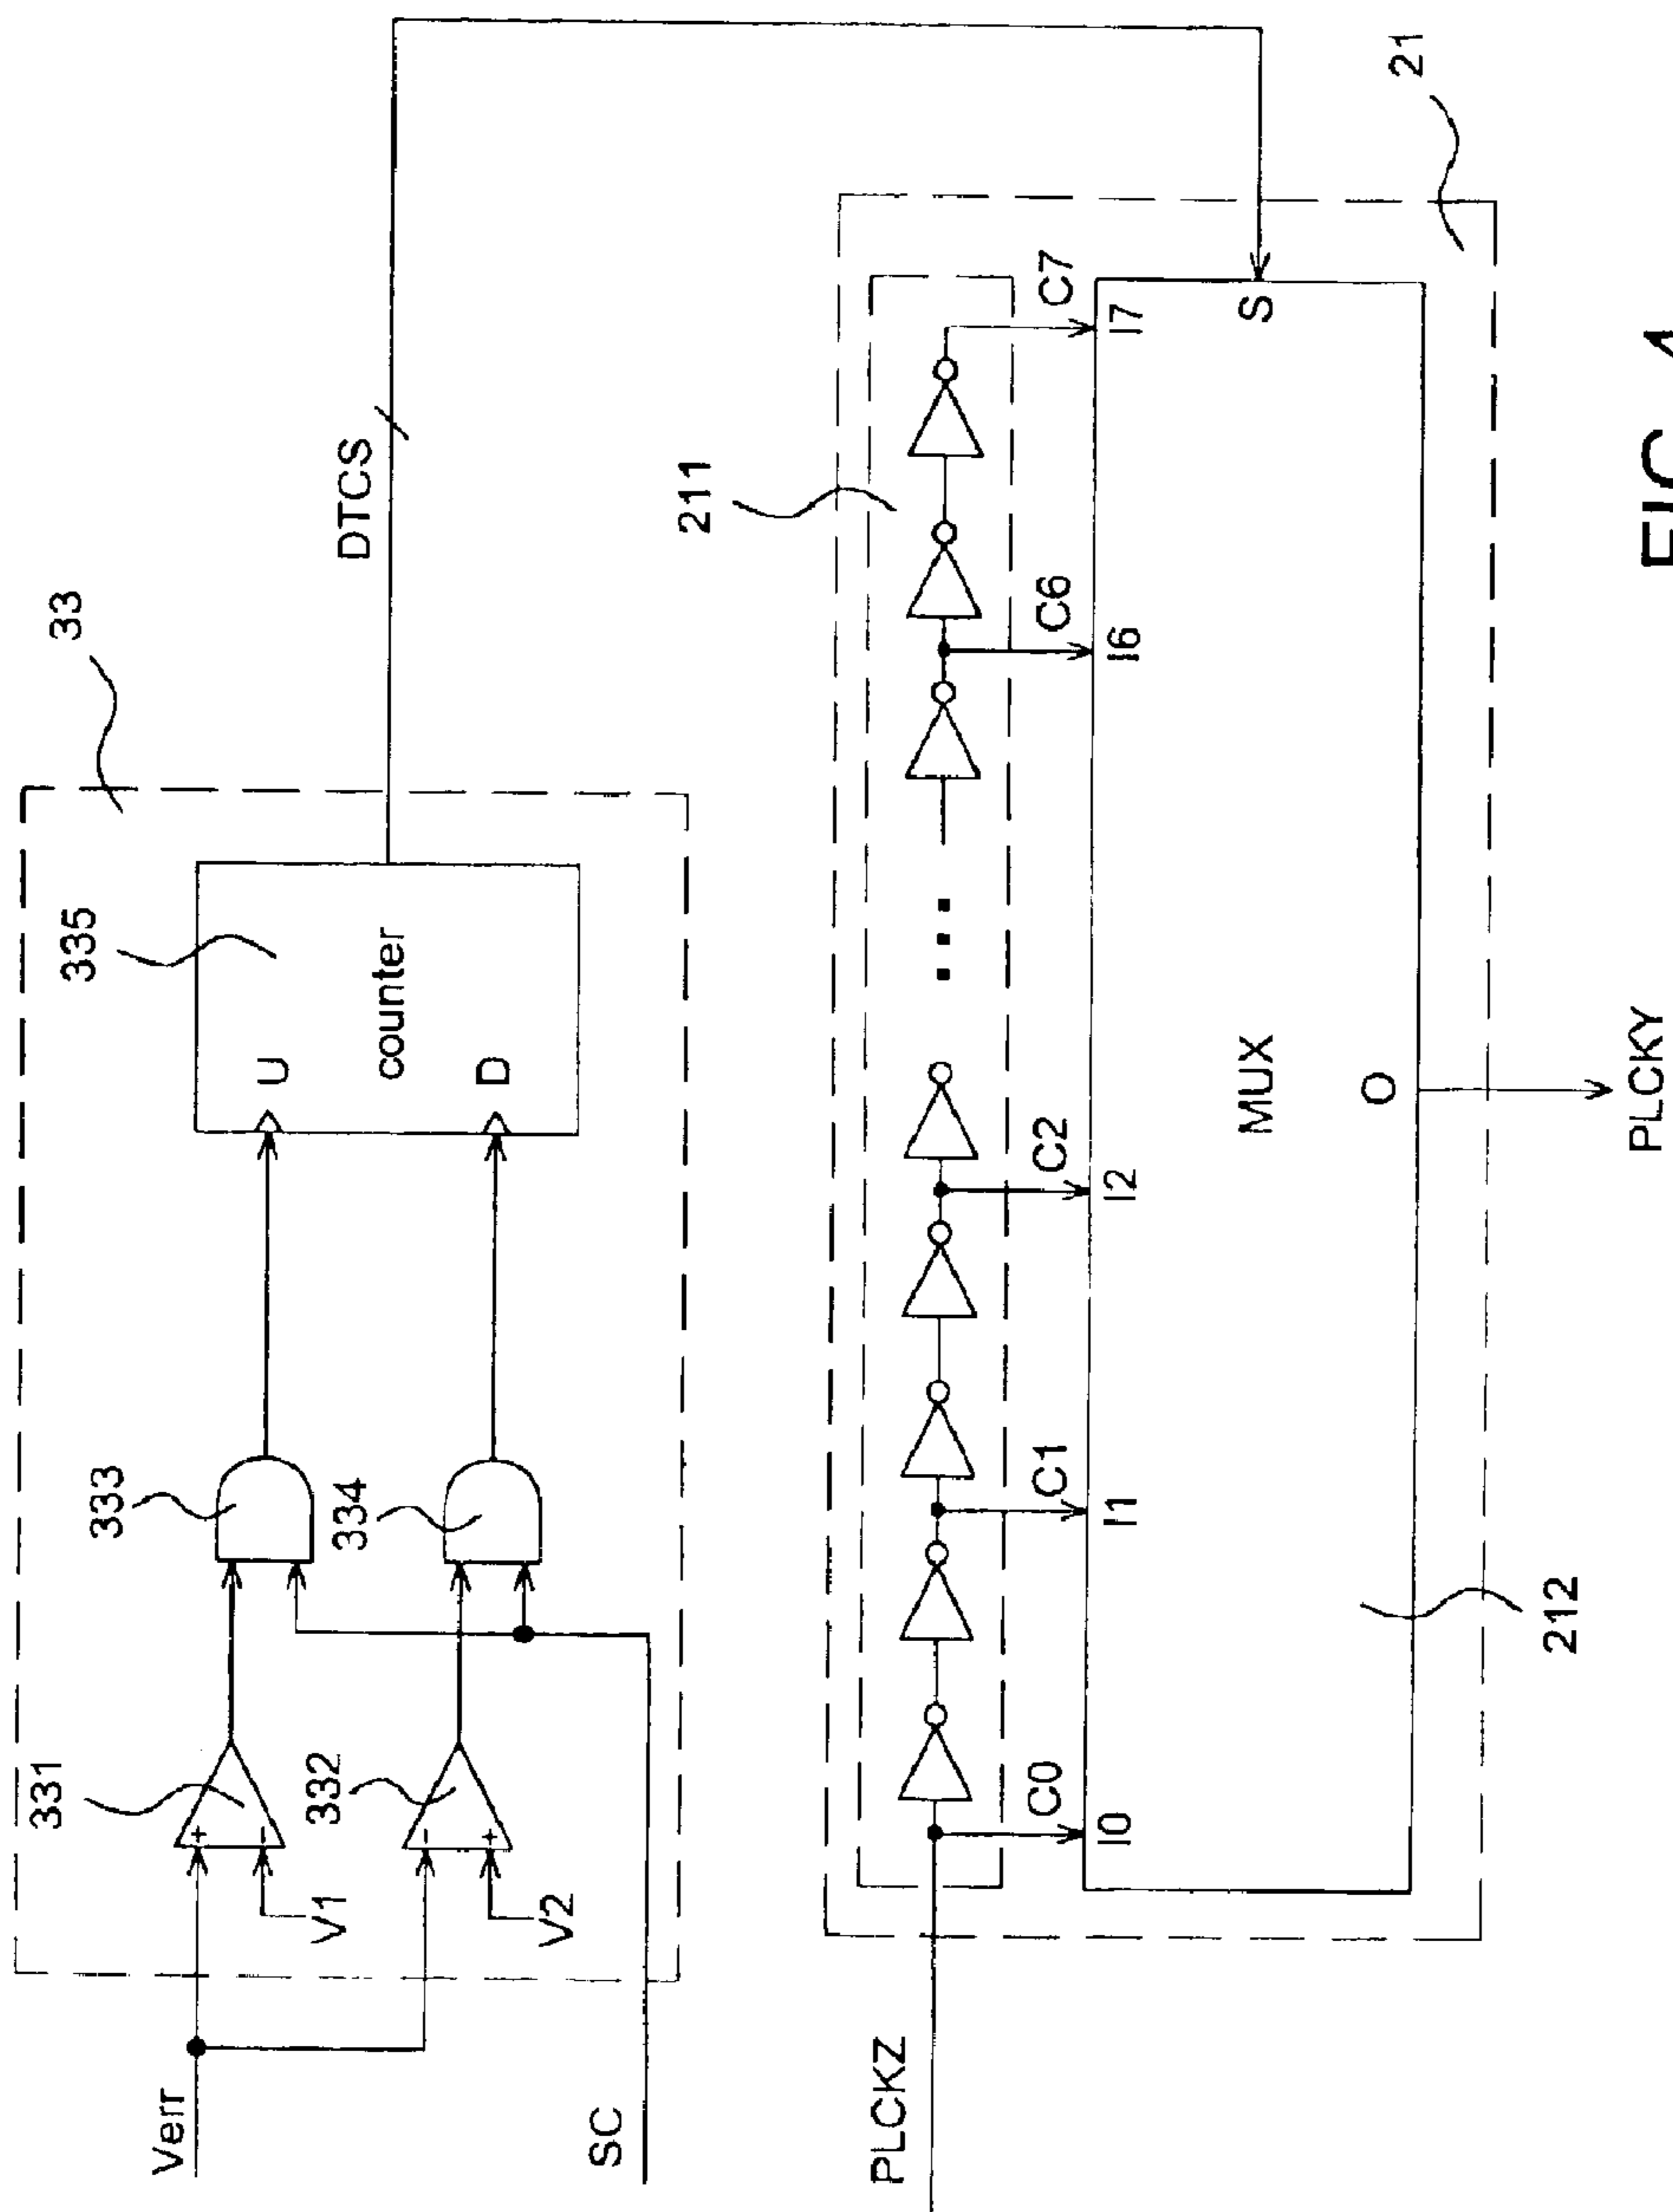 33
335
333
331
Verr
V1
U
counter
D
334
332
V2
SC
DTCS
21
211
PLCKZ
C0
C1
C2
C6
C7
I0
I1
I2
I6
I7
S
MUX
O
212
PLCKY
FIG. 4